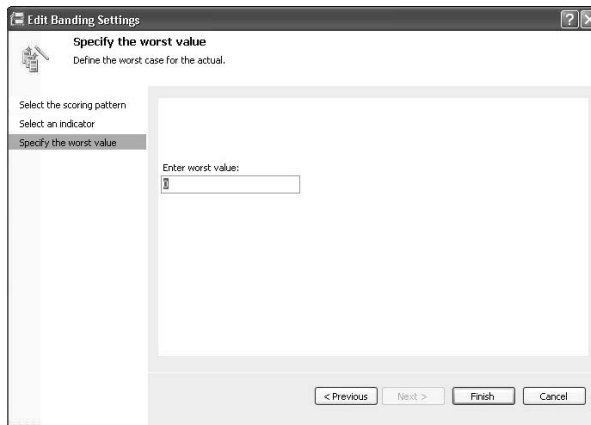 Edit Banding Settings
Specify the worst value
Define the worst case for the actual.
Select the scoring pattern
Select an indicator
Specify the worst value
Enter worst value:
0
< Previous
Next >
Finish
Cancel